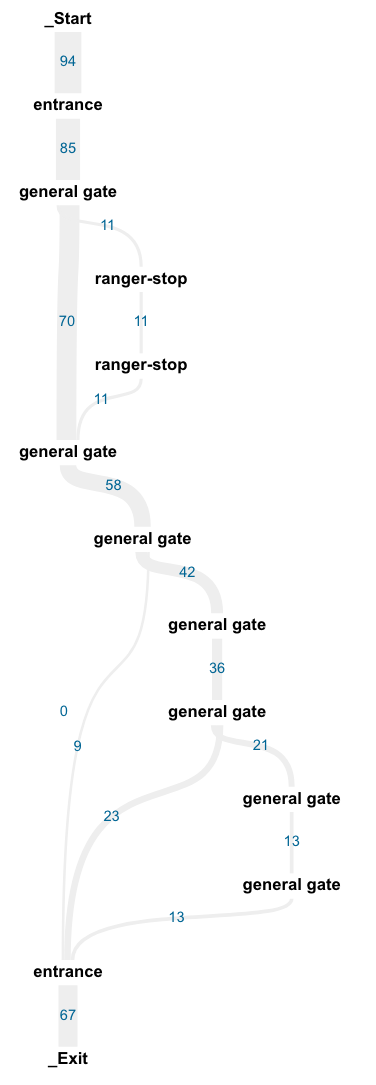 _Start
94
entrance
85
general gate
11
ranger-stop
70
11
ranger-stop
11
general gate
58
general gate
42
general gate
36
general gate
0
9
21
general gate
23
13
general gate
13
entrance
67
_Exit